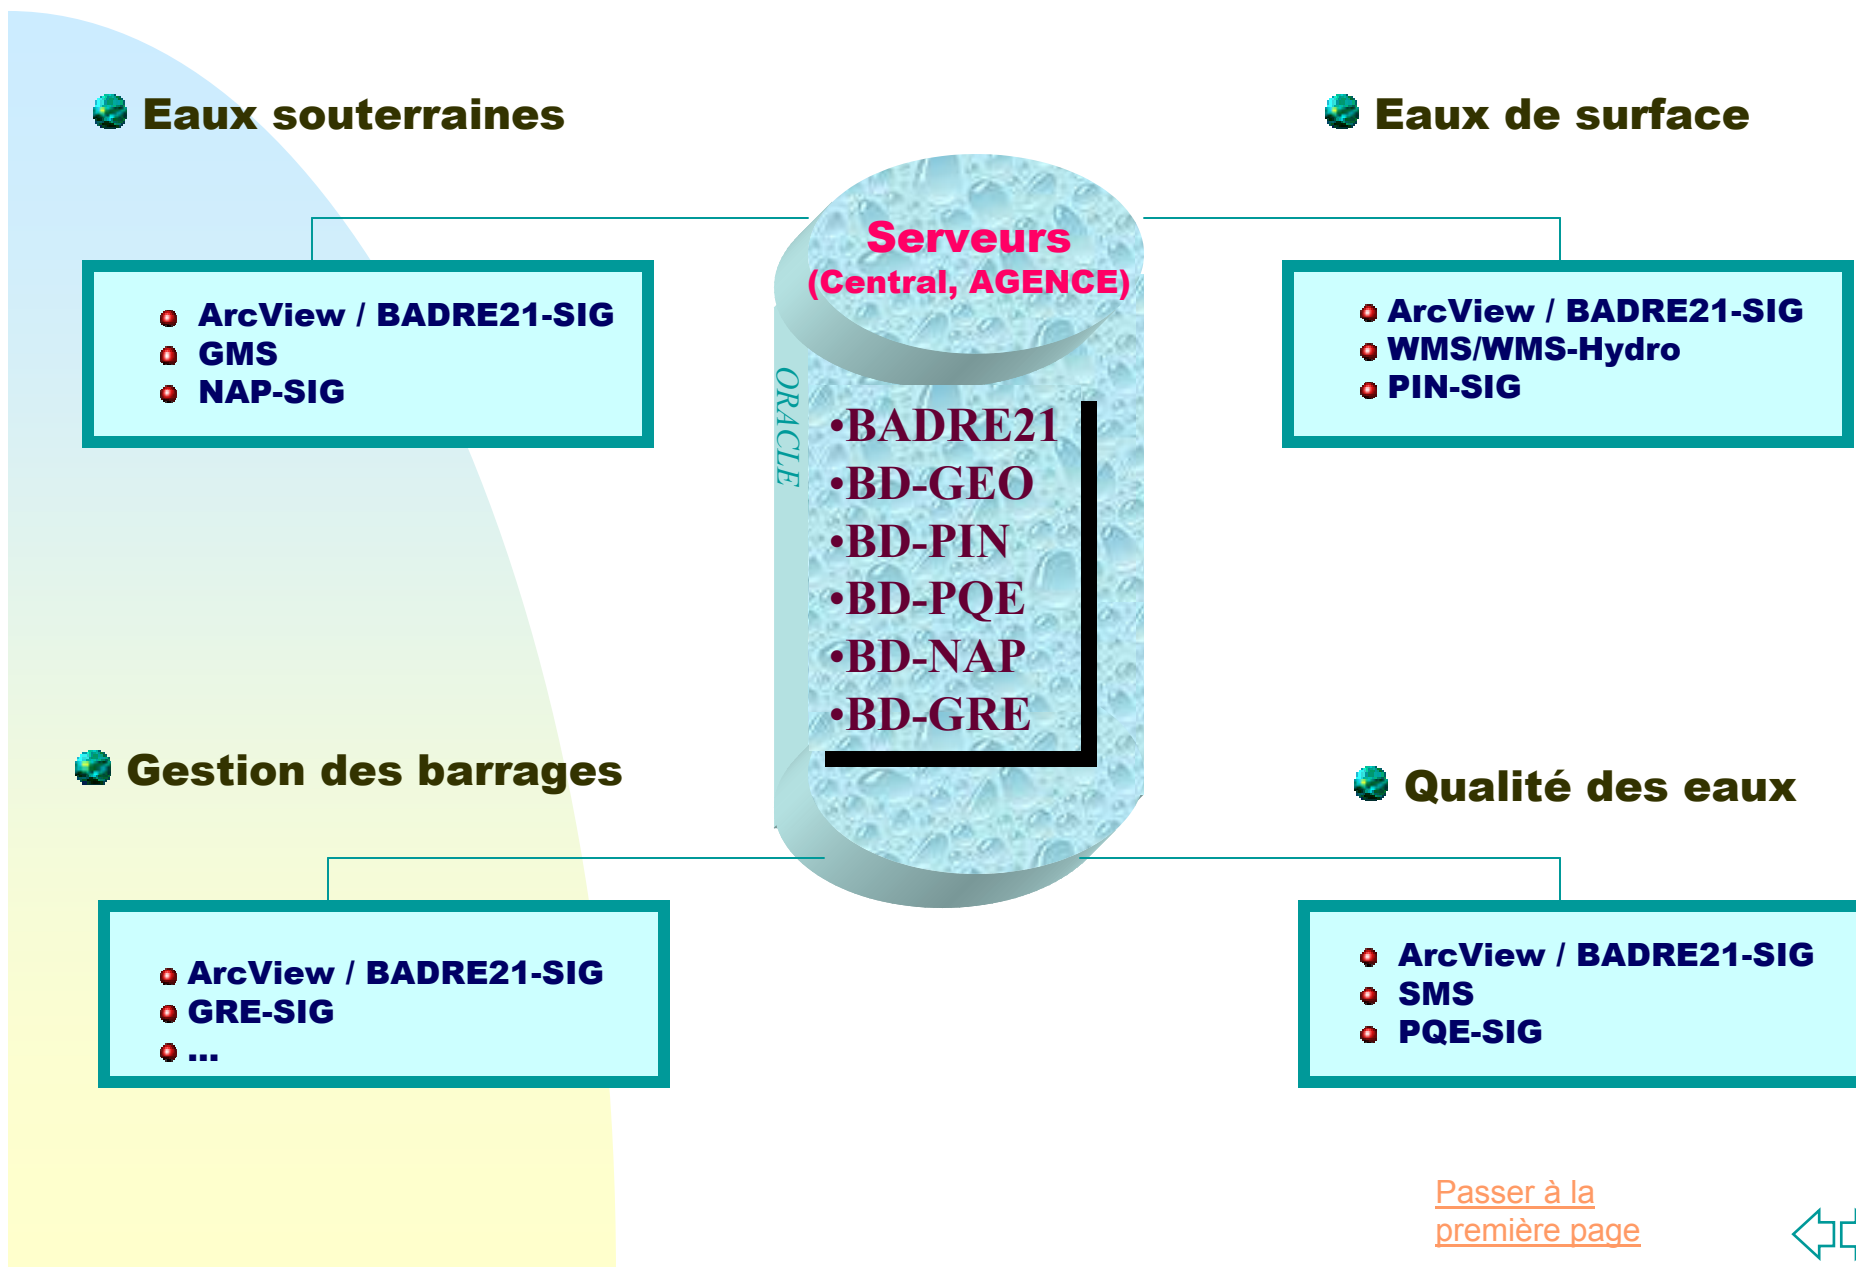 Eaux souterraines
Eaux de surface
Serveurs
(Central, AGENCE)
ArcView / BADRE21-SIG
GMS
NAP-SIG
ArcView / BADRE21-SIG
WMS/WMS-Hydro
PIN-SIG
ORACLE
•BADRE21
•BD-GEO
•BD-PIN
•BD-PQE
•BD-NAP
•BD-GRE
Gestion des barrages
Qualité des eaux
ArcView / BADRE21-SIG
GRE-SIG
...
ArcView / BADRE21-SIG
SMS
PQE-SIG
Passer à la
première page